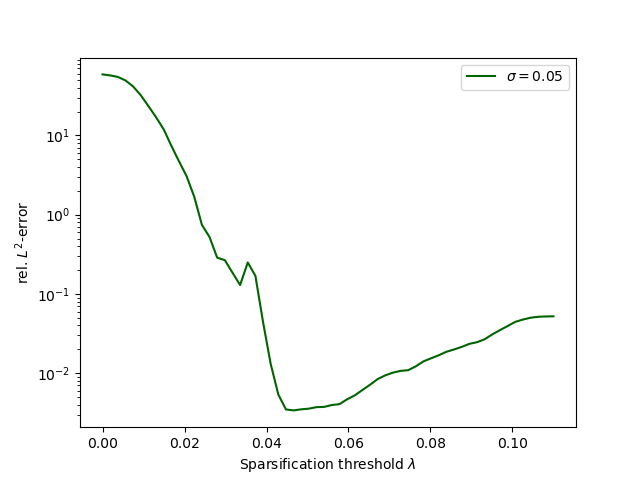 σ = 0.05
rel. L²-error
10¹
10⁰
10⁻¹
10⁻²
0.00 0.02 0.04 0.06 0.08 0.10
Sparsification threshold λ